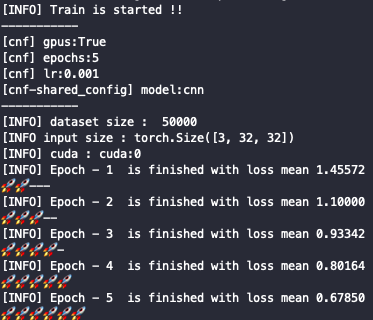 [INFO] Train is started !!
-----------
[cnf] gpus:True
[cnf] epochs:5
[cnf] lr:0.001
[cnf-shared_config] model:cnn
-----------
[INFO] dataset size :  50000
[INFO input size : torch.Size([3, 32, 32])
[INFO] cuda : cuda:0
[INFO] Epoch - 1  is finished with loss mean 1.45572
🚀🚀---
[INFO] Epoch - 2  is finished with loss mean 1.10000
🚀🚀🚀--
[INFO] Epoch - 3  is finished with loss mean 0.93342
🚀🚀🚀🚀-
[INFO] Epoch - 4  is finished with loss mean 0.80164
🚀🚀🚀🚀🚀
[INFO] Epoch - 5  is finished with loss mean 0.67850
🚀🚀🚀🚀🚀🚀